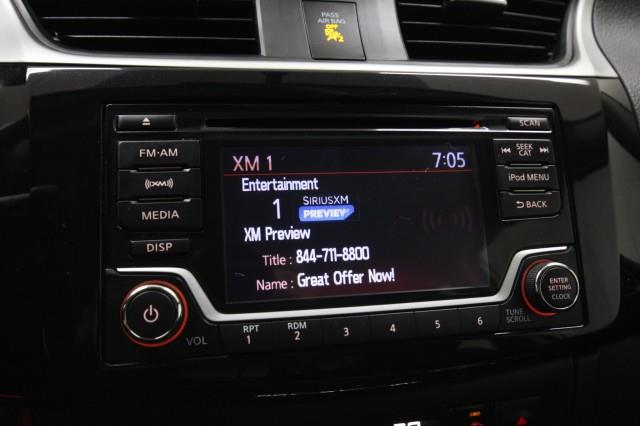 PASS
AIR BAG
OFF
2
SCAN
FM·AM
XM
MEDIA
DISP
XM 1
7:05
Entertainment
1
SIRIUSXM
PREVIEW
XM Preview
Title : 844-711-8800
Name : Great Offer Now!
SEEK
CAT
iPod MENU
BACK
ENTER
SETTING
CLOCK
TUNE
SCROLL
VOL
RPT
1
RDM
2
3
4
5
6